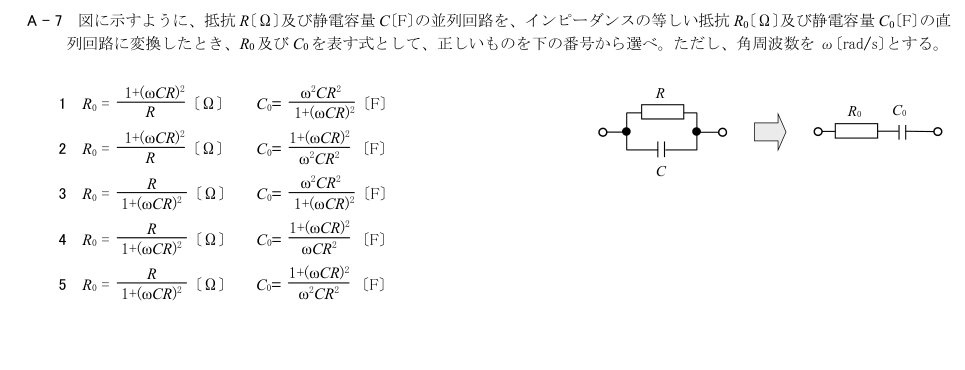 A－7 図に示すように、抵抗 R〔Ω〕及び静電容量 C〔F〕の並列回路を、インピーダンスの等しい抵抗 R₀〔Ω〕及び静電容量 C₀〔F〕の直
列回路に変換したとき、R₀ 及び C₀ を表す式として、正しいものを下の番号から選べ。ただし、角周波数を ω〔rad/s〕とする。
1 R₀ = (1+(ωCR)²)/R 〔Ω〕 C₀= (ω²CR²)/(1+(ωCR)²) 〔F〕
2 R₀ = (1+(ωCR)²)/R 〔Ω〕 C₀= (1+(ωCR)²)/(ω²CR²) 〔F〕
3 R₀ = R/(1+(ωCR)²) 〔Ω〕 C₀= (ω²CR²)/(1+(ωCR)²) 〔F〕
4 R₀ = R/(1+(ωCR)²) 〔Ω〕 C₀= (1+(ωCR)²)/(ωCR²) 〔F〕
5 R₀ = R/(1+(ωCR)²) 〔Ω〕 C₀= (1+(ωCR)²)/(ω²CR²) 〔F〕
R
C
R₀ C₀